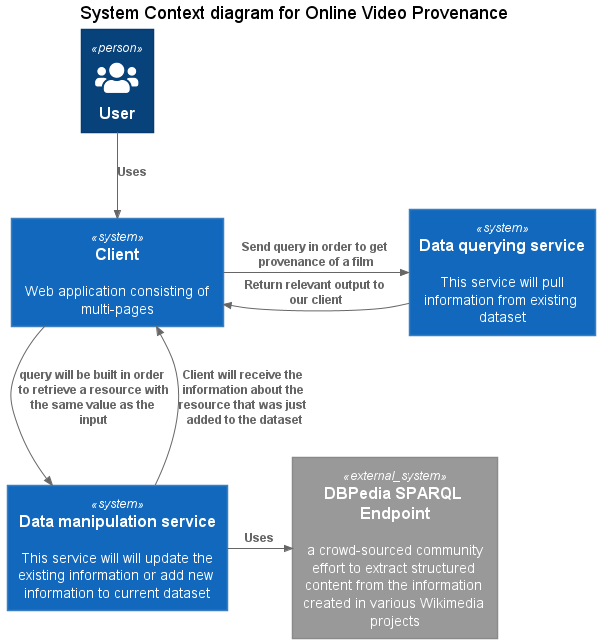 System Context diagram for Online Video Provenance
«person»
User
Uses
«system»
Client
Web application consisting of
multi-pages
Send query in order to get
provenance of a film
Return relevant output to
our client
«system»
Data querying service
This service will pull
information from existing
dataset
query will be built in order
to retrieve a resource with
the same value as the
input
Client will receive the
information about the
resource that was just
added to the dataset
«system»
Data manipulation service
This service will will update the
existing information or add new
information to current dataset
Uses
«external_system»
DBPedia SPARQL
Endpoint
a crowd-sourced community
effort to extract structured
content from the information
created in various Wikimedia
projects